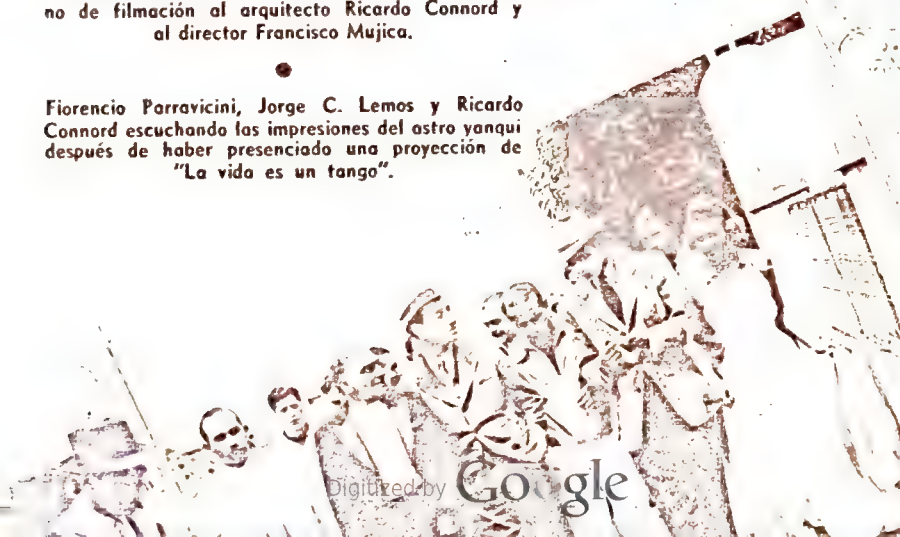 no de filmación al arquitecto Ricardo Connord y
al director Francisco Mujica.
Florencio Parravicini, Jorge C. Lemos y Ricardo
Connord escuchando las impresiones del astro yanqui
después de haber presenciado una proyección de
"La vida es un tango".
Digitized by Google